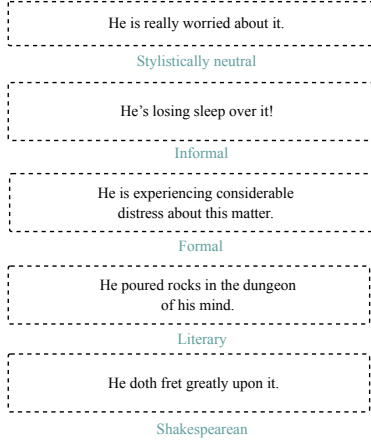 He is really worried about it.
Stylistically neutral
He's losing sleep over it!
Informal
He is experiencing considerable
distress about this matter.
Formal
He poured rocks in the dungeon
of his mind.
Literary
He doth fret greatly upon it.
Shakespearean